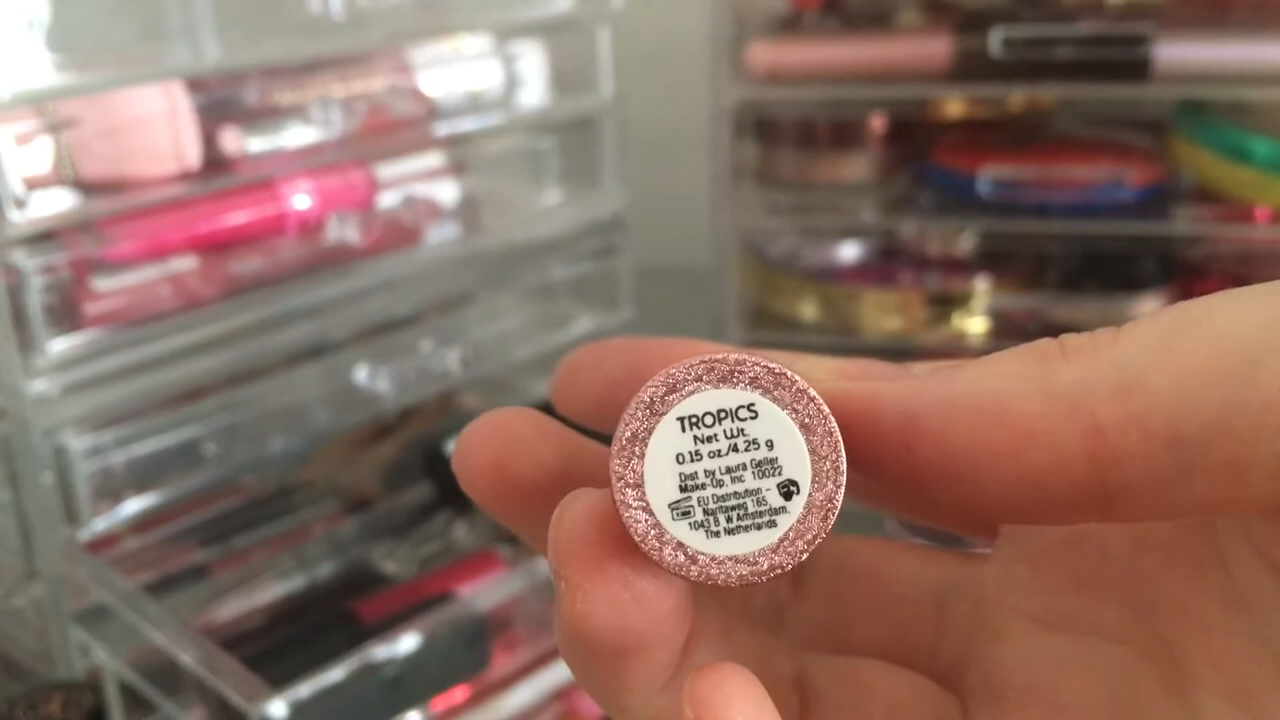 TROPICS
Net Wt.
0.15 oz./4.25 g
Dist by Laura Geller
Make-Up, Inc 10022
EU Distribution -
Naritaweg 165,
1043 B W Amsterdam,
The Netherlands